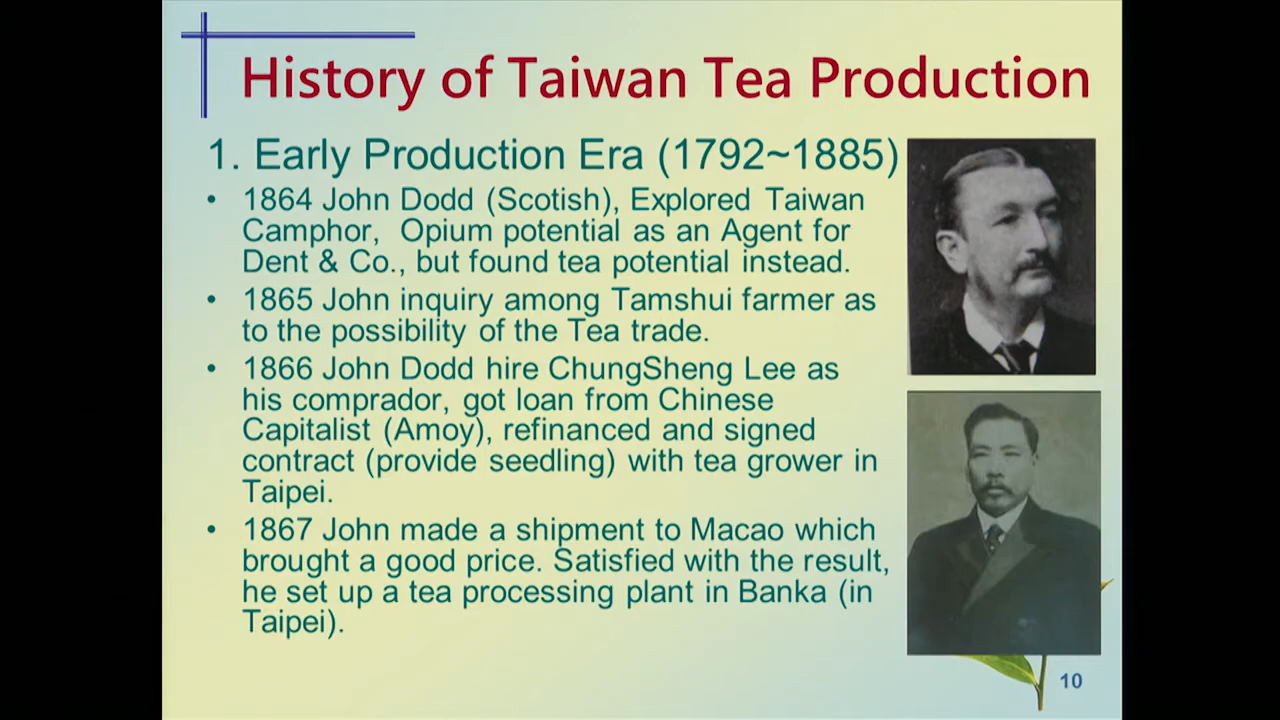 History of Taiwan Tea Production
1. Early Production Era (1792~1885)
• 1864 John Dodd (Scotish), Explored Taiwan
Camphor, Opium potential as an Agent for
Dent & Co., but found tea potential instead.
• 1865 John inquiry among Tamshui farmer as
to the possibility of the Tea trade.
• 1866 John Dodd hire ChungSheng Lee as
his comprador, got loan from Chinese
Capitalist (Amoy), refinanced and signed
contract (provide seedling) with tea grower in
Taipei.
• 1867 John made a shipment to Macao which
brought a good price. Satisfied with the result,
he set up a tea processing plant in Banka (in
Taipei).
10